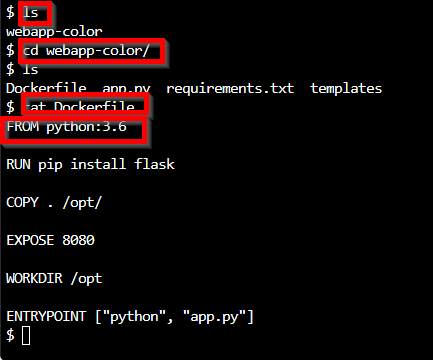 $ ls
webapp-color
$ cd webapp-color/
$ ls
Dockerfile app.py requirements.txt templates
$ cat Dockerfile
FROM python:3.6
RUN pip install flask
COPY . /opt/
EXPOSE 8080
WORKDIR /opt
ENTRYPOINT ["python", "app.py"]
$